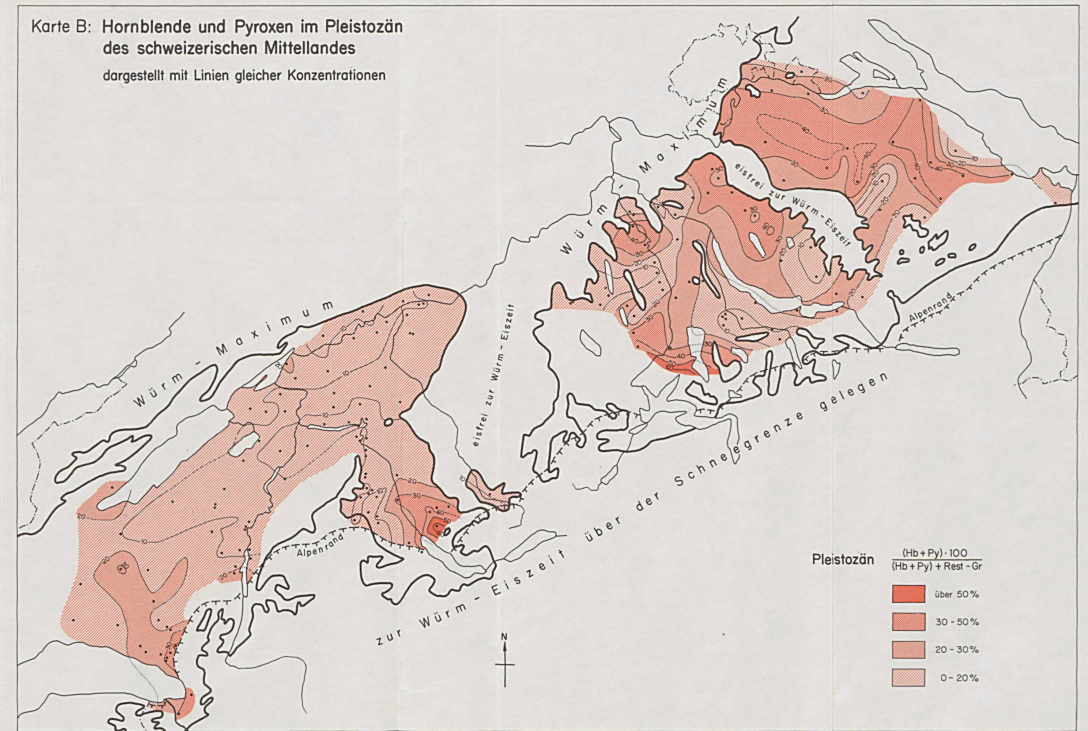 Karte B: Hornblende und Pyroxen im Pleistozän
des schweizerischen Mittellandes
dargestellt mit Linien gleicher Konzentrationen
Würm - Maximum
eisfrei zur Würm - Eiszeit
Würm - Maximum
eisfrei zur Würm - Eiszeit
Alpenrand
Alpenrand
zur Würm - Eiszeit über der Schneegrenze gelegen
N
Pleistozän
(Hb + Py) · 100
(Hb + Py) + Rest - Gr
über 50%
30 - 50%
20 - 30%
0 - 20%